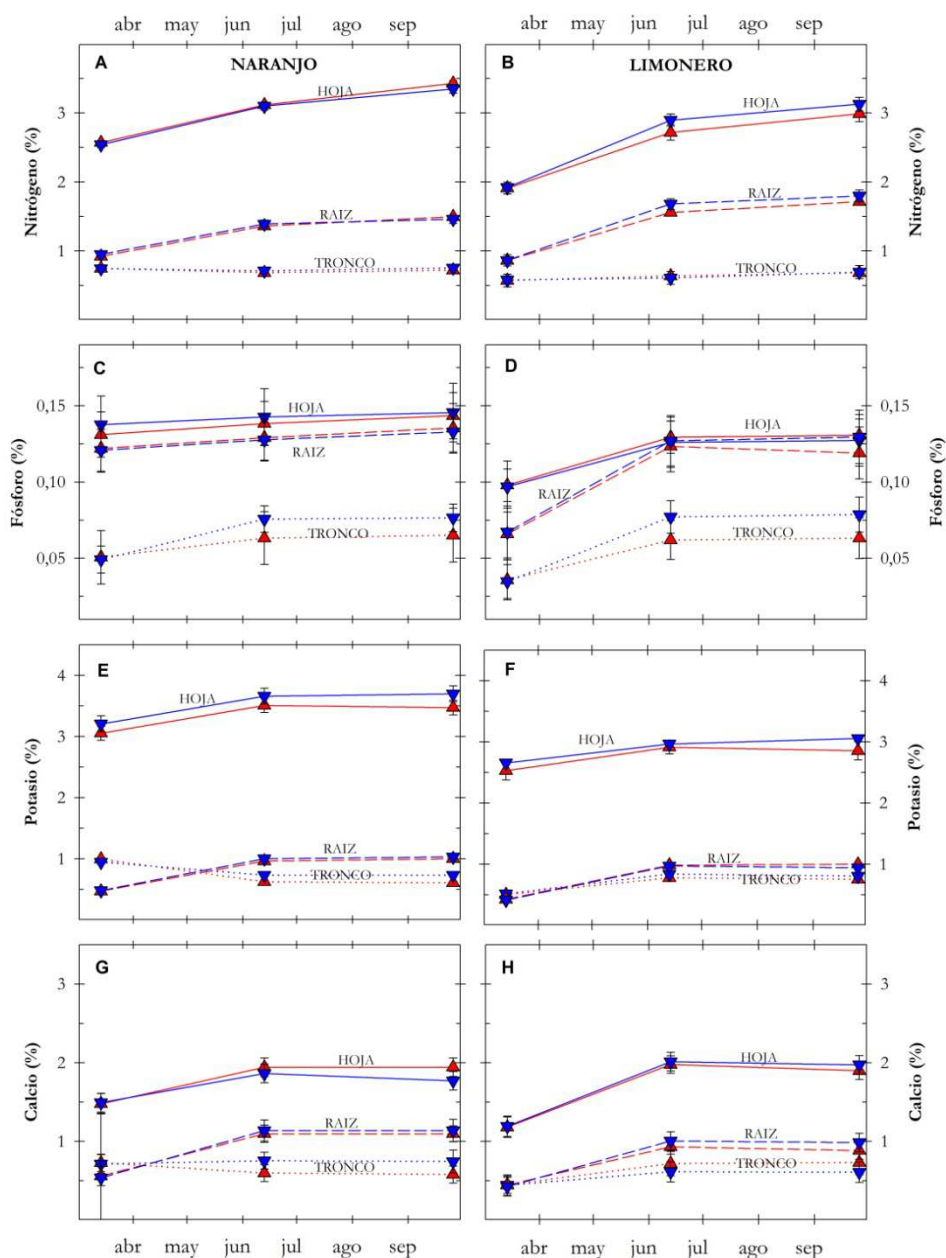 abr may jun jul ago sep abr may jun jul ago sep
A NARANJO B LIMONERO
HOJA HOJA
3 3
Nitrógeno (%) Nitrógeno (%)
2 2
RAIZ RAIZ
1 1
TRONCO TRONCO
C D
0,15 HOJA HOJA 0,15
RAIZ
Fósforo (%) Fósforo (%)
0,10 RAIZ 0,10
TRONCO TRONCO
0,05 0,05
E F
4 4
HOJA
3 HOJA 3
Potasio (%) Potasio (%)
2 2
RAIZ RAIZ
1 1
TRONCO TRONCO
G H
3 3
HOJA HOJA
2 2
Calcio (%) Calcio (%)
RAIZ RAIZ
1 1
TRONCO TRONCO
abr may jun jul ago sep abr may jun jul ago sep